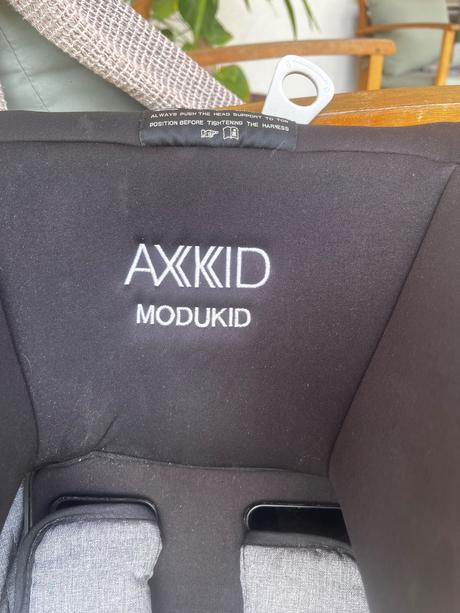 ALWAYS PUSH THE HEAD SUPPORT TO TOP
POSITION BEFORE TIGHTENING THE HARNESS
AXKID
MODUKID